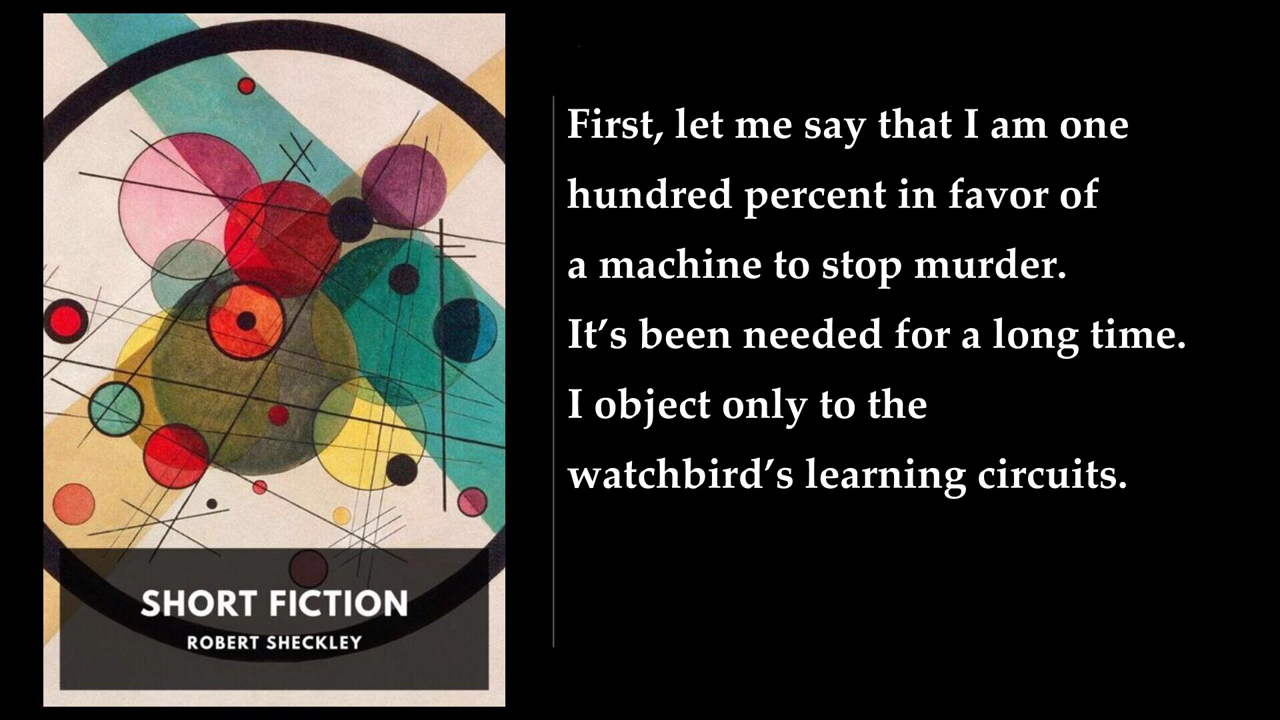 SHORT FICTION
ROBERT SHECKLEY
First, let me say that I am one
hundred percent in favor of
a machine to stop murder.
It’s been needed for a long time.
I object only to the
watchbird’s learning circuits.